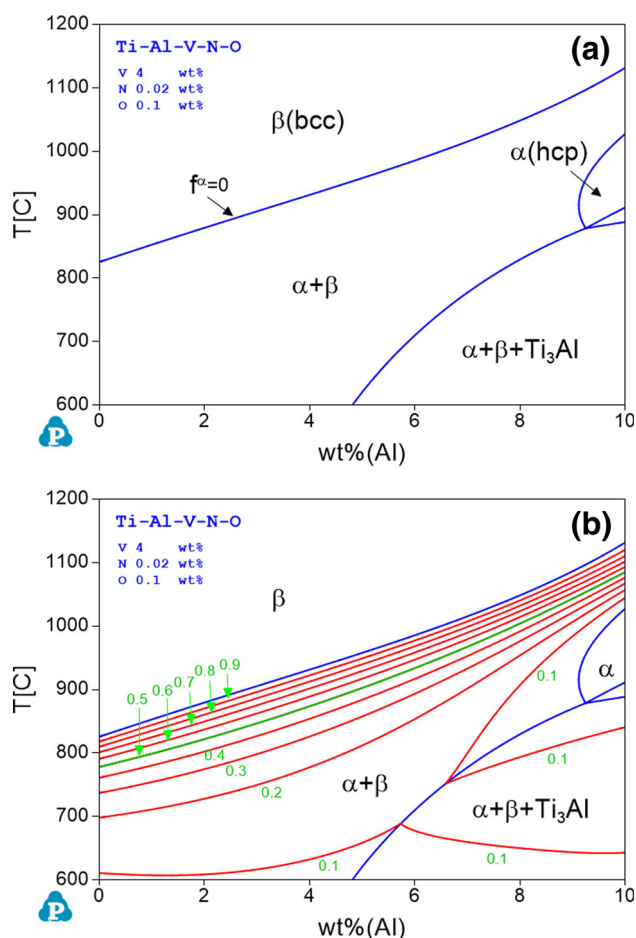 1200
(a)
Ti-Al-V-N-O
V 4 wt%
N 0.02 wt%
O 0.1 wt%
1100
β(bcc)
1000
α(hcp)
fα=0
T[C]
900
800
α+β
700
α+β+Ti3Al
600
0 2 4 6 8 10
P
wt%(Al)
1200
(b)
Ti-Al-V-N-O
V 4 wt%
N 0.02 wt%
O 0.1 wt%
1100
β
1000
T[C]
0.9
0.8
0.7
0.6
0.5
0.1
α
900
800
0.4
0.3
0.2
0.1
α+β
700
α+β+Ti3Al
0.1
0.1
600
0 2 4 6 8 10
P
wt%(Al)